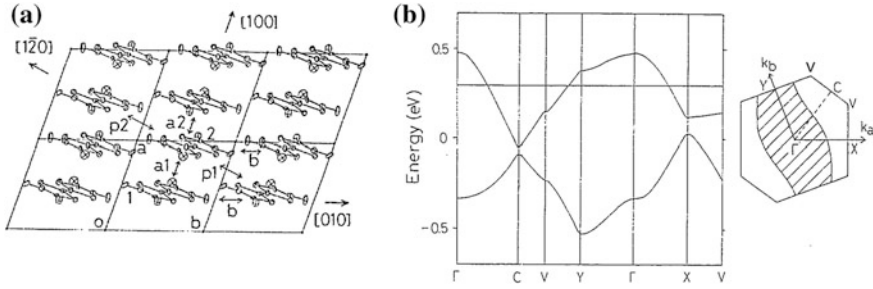 (a)
[100]
[1̄20]
a2
2
p2
a
b
a1
p1
1
b
[010]
o
b
(b)
0.5
0
-0.5
Energy (eV)
Γ C V Y Γ X V
k_b
Y
V
C
V
Γ
X
k_a